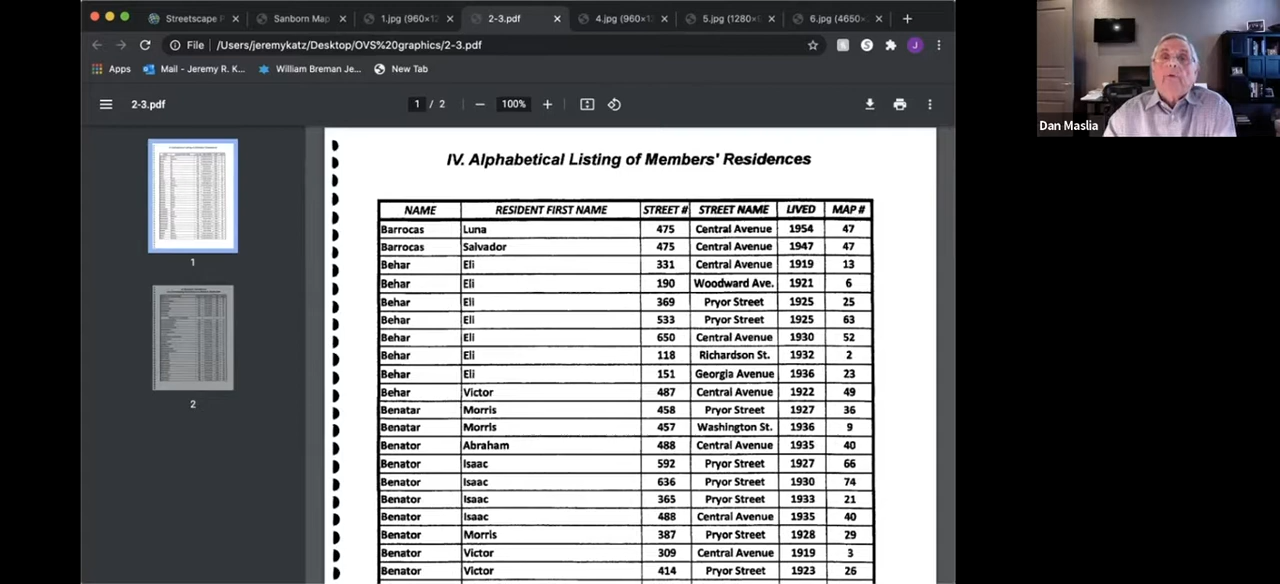 Streetscape P
Sanborn Map
1.jpg (960×12
2-3.pdf
4.jpg (960×13
5.jpg (1280×
6.jpg (4650×
File
/Users/jeremykatz/Desktop/OVS%20graphics/2-3.pdf
J
Apps
Mail - Jeremy R. K...
William Breman Je...
New Tab
2-3.pdf
1 / 2
100%
Dan Maslia
1
2
IV. Alphabetical Listing of Members' Residences
NAME RESIDENT FIRST NAME STREET # STREET NAME LIVED MAP #
Barrocas Luna 475 Central Avenue 1954 47
Barrocas Salvador 475 Central Avenue 1947 47
Behar Eli 331 Central Avenue 1919 13
Behar Eli 190 Woodward Ave. 1921 6
Behar Eli 369 Pryor Street 1925 25
Behar Eli 533 Pryor Street 1925 63
Behar Eli 650 Central Avenue 1930 52
Behar Eli 118 Richardson St. 1932 2
Behar Eli 151 Georgia Avenue 1936 23
Behar Victor 487 Central Avenue 1922 49
Benatar Morris 458 Pryor Street 1927 36
Benatar Morris 457 Washington St. 1936 9
Benator Abraham 488 Central Avenue 1935 40
Benator Isaac 592 Pryor Street 1927 66
Benator Isaac 636 Pryor Street 1930 74
Benator Isaac 365 Pryor Street 1933 21
Benator Isaac 488 Central Avenue 1935 40
Benator Morris 387 Pryor Street 1928 29
Benator Victor 309 Central Avenue 1919 3
Benator Victor 414 Pryor Street 1923 26